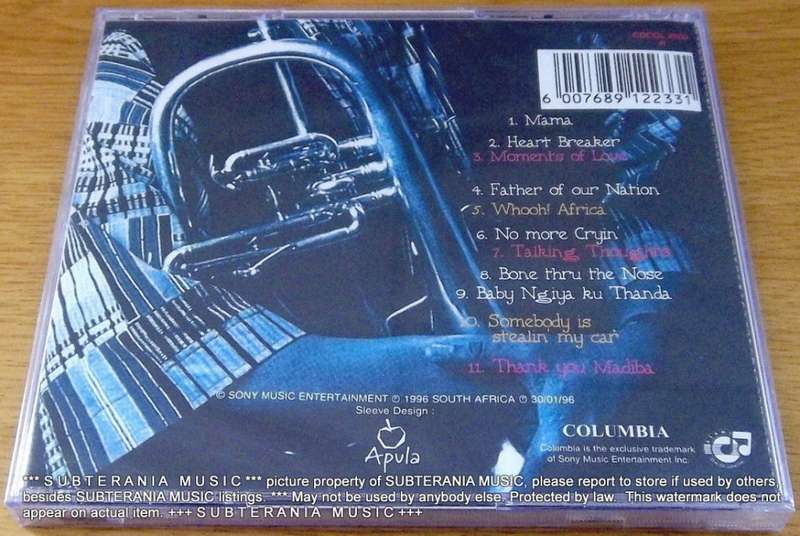 6 007689 122331
1. Mama
2. Heart Breaker
3. Moments of Love
4. Father of our Nation
5. Whooh! Africa
6. No more Cryin'
7. Talking Thoughts
8. Bone thru the Nose
9. Baby Ngiya ku Thanda
0. Somebody is
stealin my car
11. Thank you Madiba
© SONY MUSIC ENTERTAINMENT ℗ 1996 SOUTH AFRICA ℗ 30/01/96
Sleeve Design :
Apula
COLUMBIA
Columbia is the exclusive trademark
of Sony Music Entertainment Inc.
*** S U B T E R A N I A M U S I C *** picture property of SUBTERANIA MUSIC, please report to store if used by others,
besides SUBTERANIA MUSIC listings. *** May not be used by anybody else. Protected by law. This watermark does not
appear on actual item. +++ S U B T E R A N I A M U S I C +++